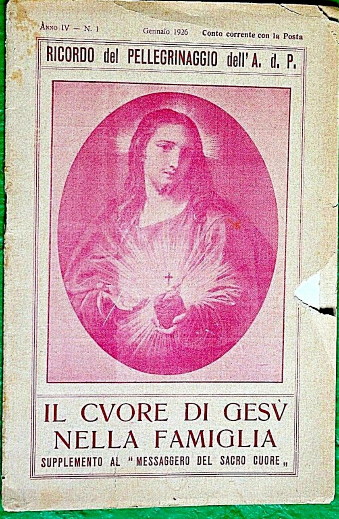 ANNO IV — N. 1 Gennaio 1926 Conto corrente con la Posta
RICORDO del PELLEGRINAGGIO dell'A. d. P.
IL CVORE DI GESÙ
NELLA FAMIGLIA
SUPPLEMENTO AL "MESSAGGERO DEL SACRO CUORE„